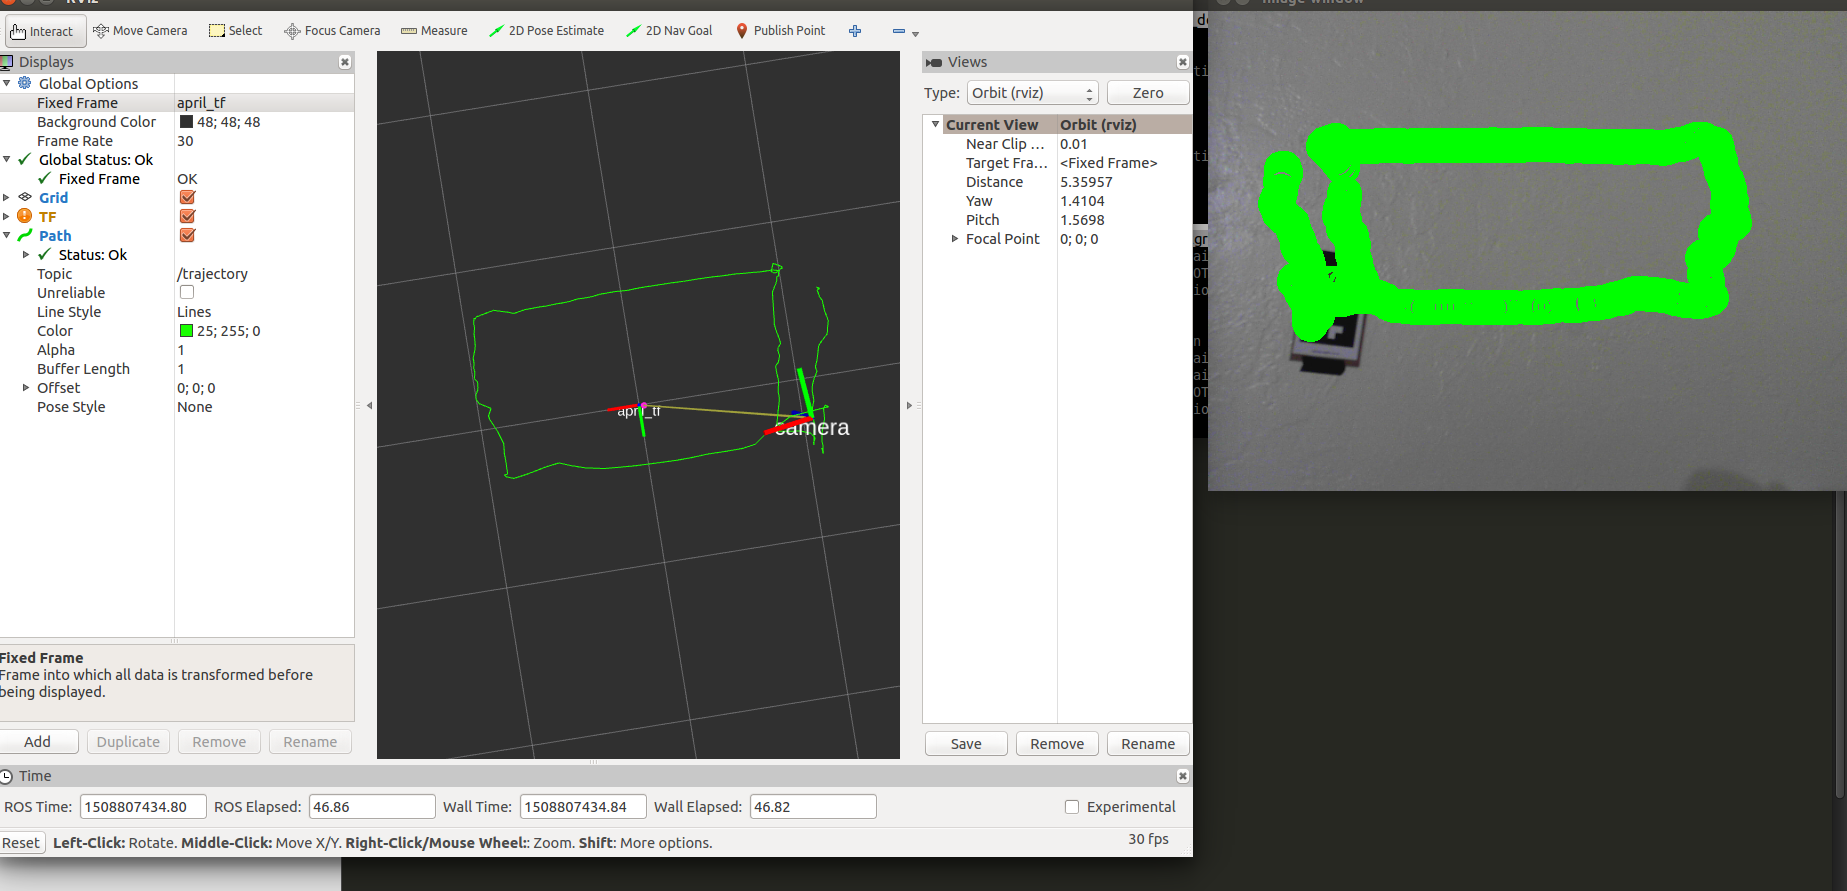 RViz
Interact Move Camera Select Focus Camera Measure 2D Pose Estimate 2D Nav Goal Publish Point
Displays
Global Options
Fixed Frame april_tf
Background Color 48; 48; 48
Frame Rate 30
Global Status: Ok
Fixed Frame OK
Grid
TF
Path
Status: Ok
Topic /trajectory
Unreliable
Line Style Lines
Color 25; 255; 0
Alpha 1
Buffer Length 1
Offset 0; 0; 0
Pose Style None
Fixed Frame
Frame into which all data is transformed before
being displayed.
Add Duplicate Remove Rename
april_tf
camera
Views
Type: Orbit (rviz) Zero
Current View Orbit (rviz)
Near Clip ... 0.01
Target Fra... <Fixed Frame>
Distance 5.35957
Yaw 1.4104
Pitch 1.5698
Focal Point 0; 0; 0
Save Remove Rename
Time
ROS Time: 1508807434.80 ROS Elapsed: 46.86 Wall Time: 1508807434.84 Wall Elapsed: 46.82 Experimental
Reset Left-Click: Rotate. Middle-Click: Move X/Y. Right-Click/Mouse Wheel:: Zoom. Shift: More options. 30 fps